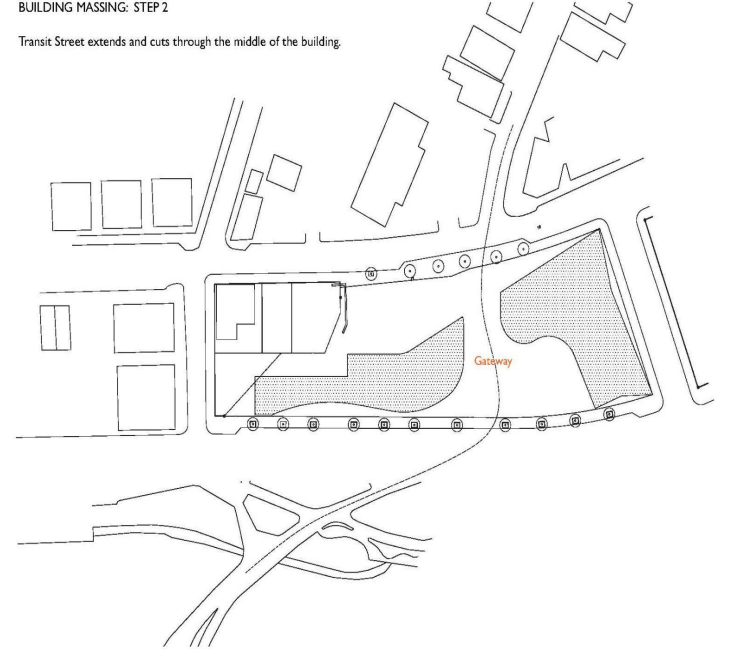 BUILDING MASSING: STEP 2
Transit Street extends and cuts through the middle of the building.
Gateway